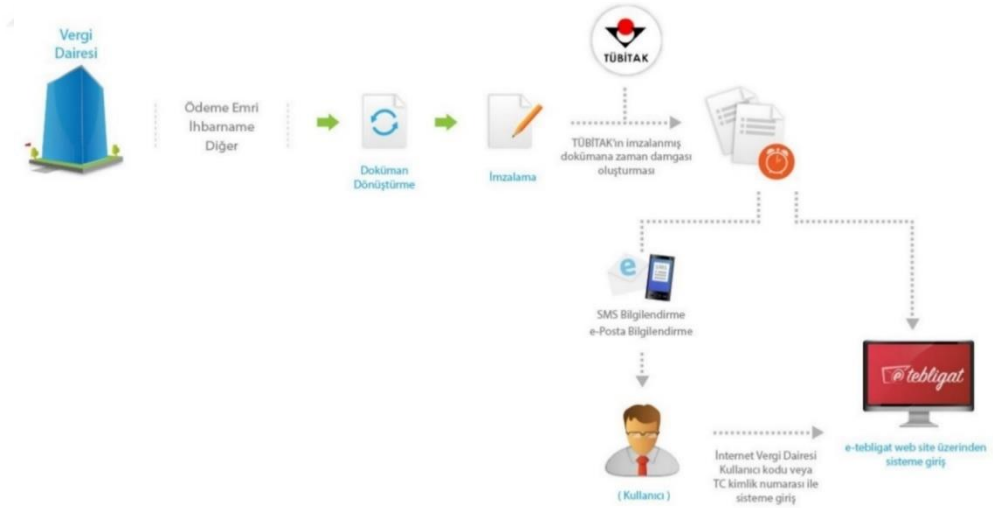 Vergi
Dairesi
Ödeme Emri
İhbarname
Diğer
Doküman
Dönüştürme
İmzalama
TÜBİTAK
TÜBİTAK'ın imzalanmış
dokümana zaman damgası
oluşturması
e
SMS Bilgilendirme
e-Posta Bilgilendirme
( Kullanıcı )
İnternet Vergi Dairesi
Kullanıcı kodu veya
TC kimlik numarası ile
sisteme giriş
e tebligat
e-tebligat web site üzerinden
sisteme giriş